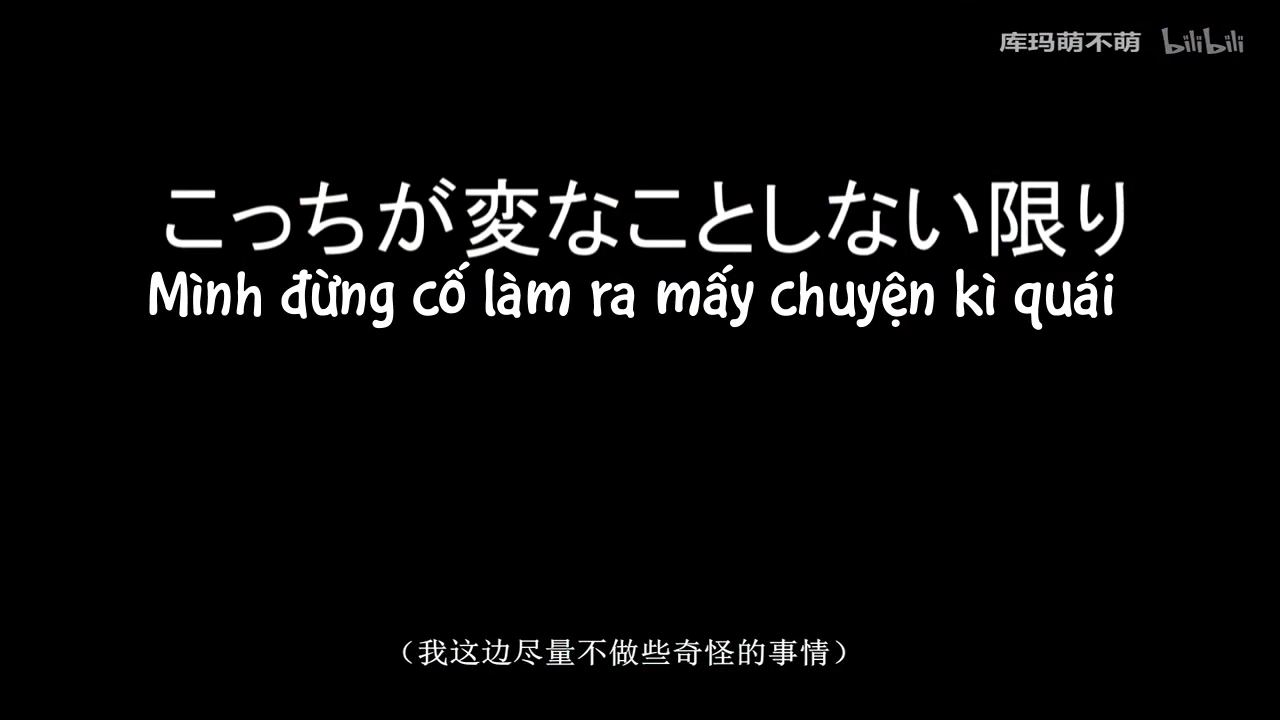 库玛萌不萌 bilibili
こっちが変なことしない限り
Mình đừng cố làm ra mấy chuyện kì quái
（我这边尽量不做些奇怪的事情）